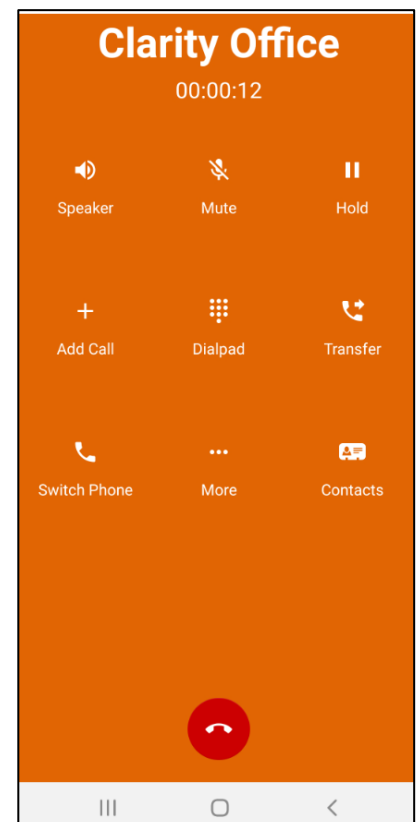 Clarity Office
00:00:12
Speaker Mute Hold
Add Call Dialpad Transfer
Switch Phone More Contacts